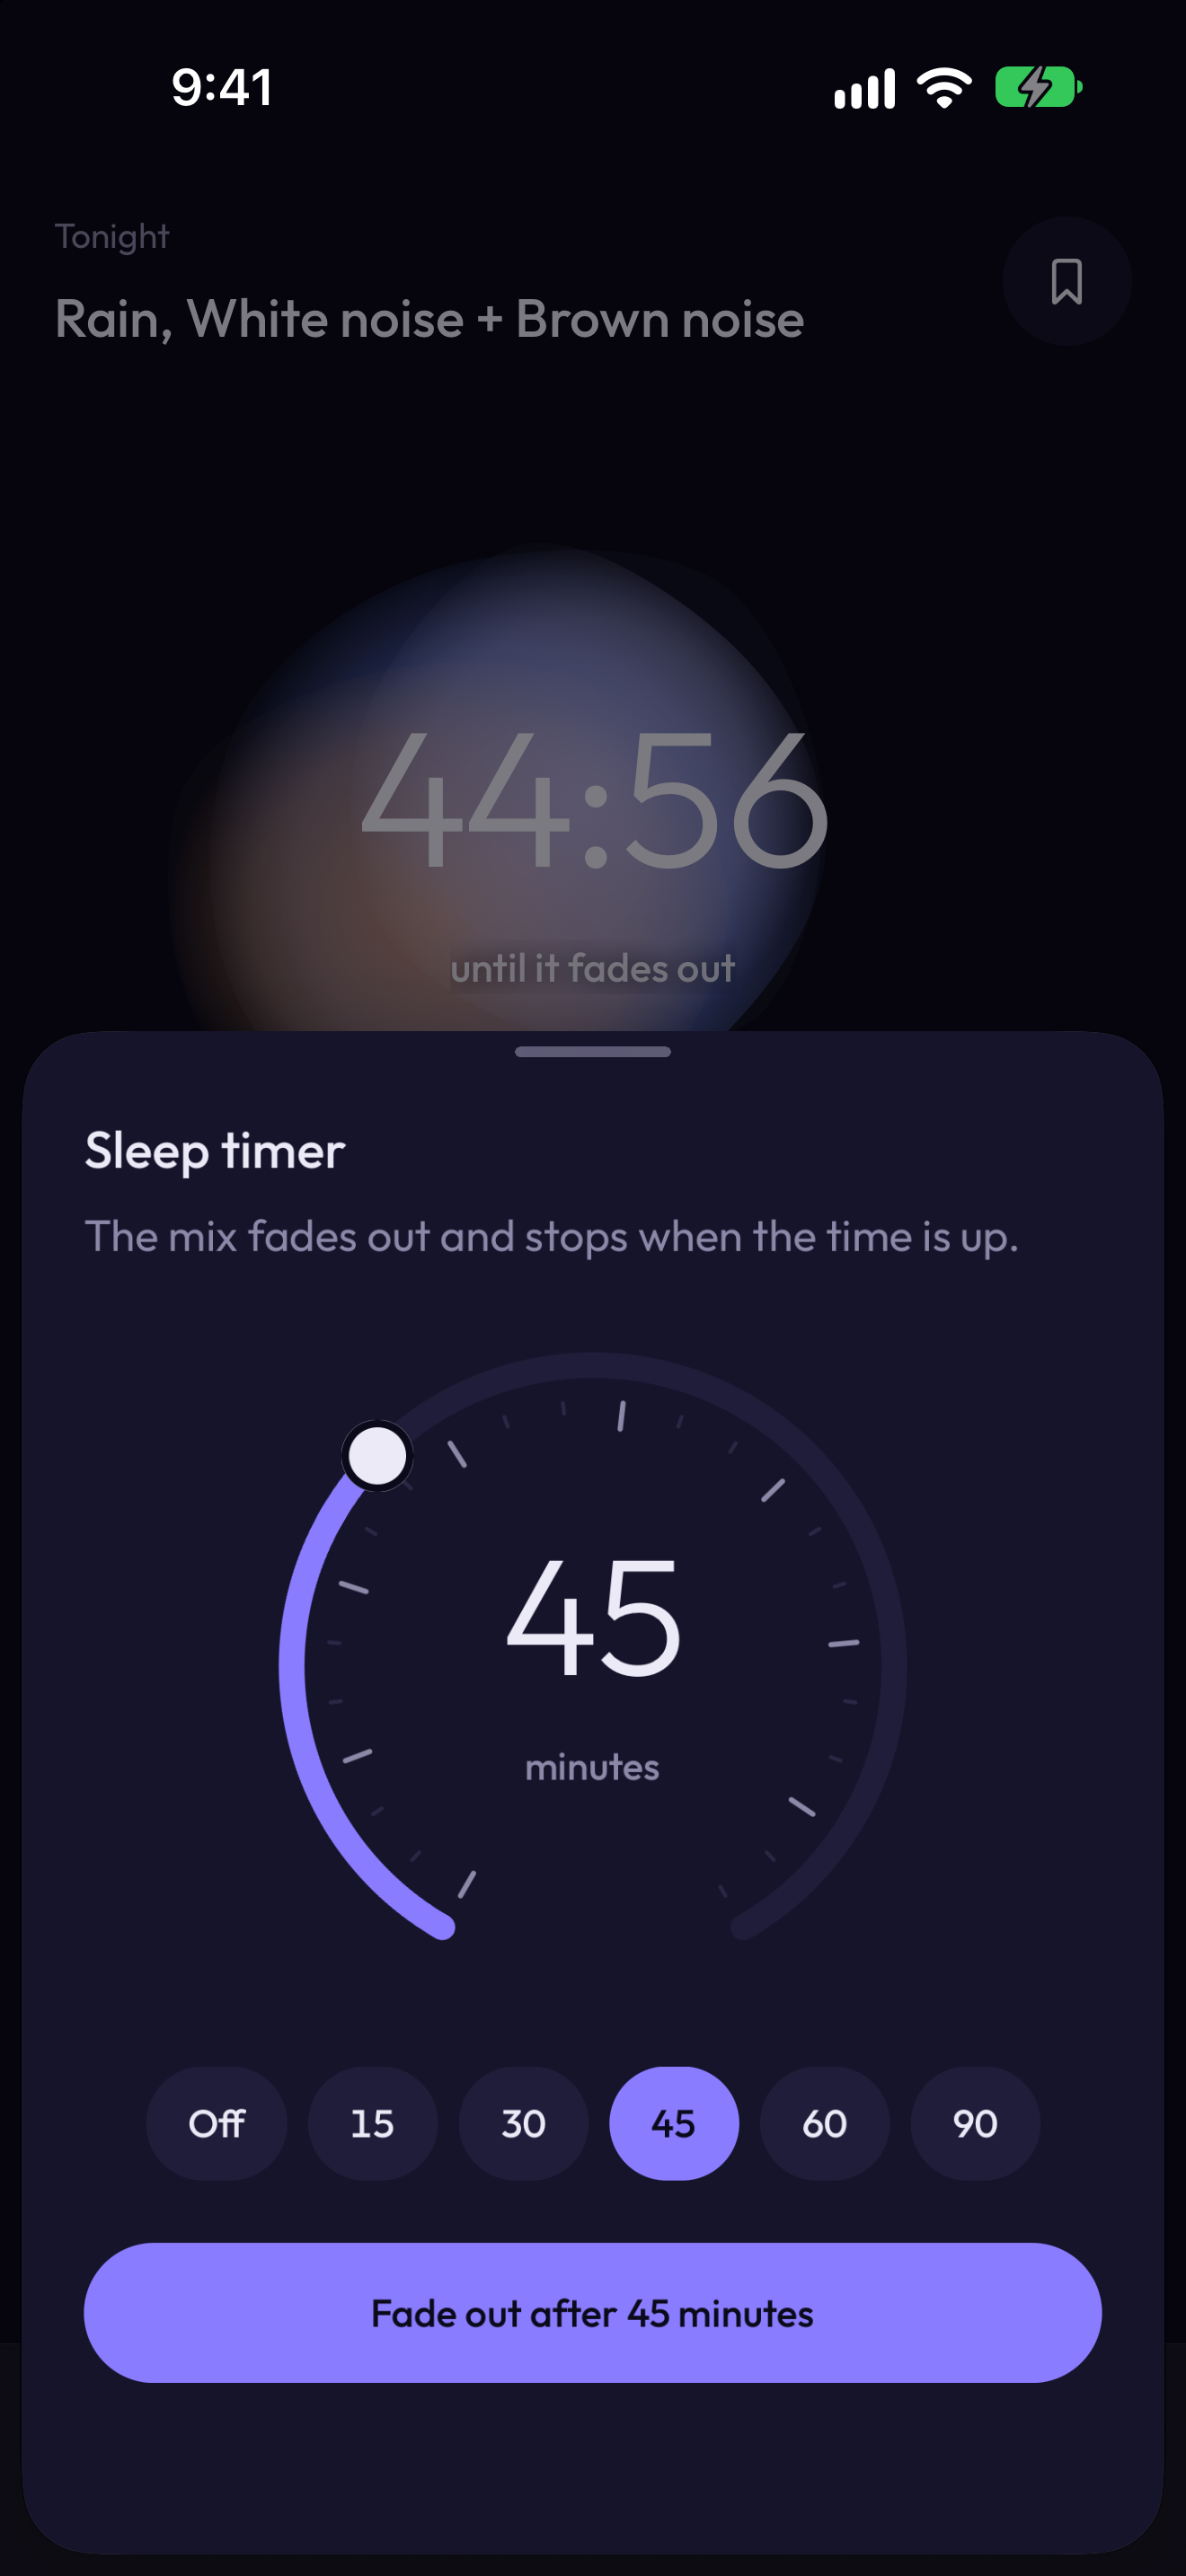 9:41
Tonight
Rain, White noise + Brown noise
44:56
until it fades out
Sleep timer
The mix fades out and stops when the time is up.
45
minutes
Off 15 30 45 60 90
Fade out after 45 minutes